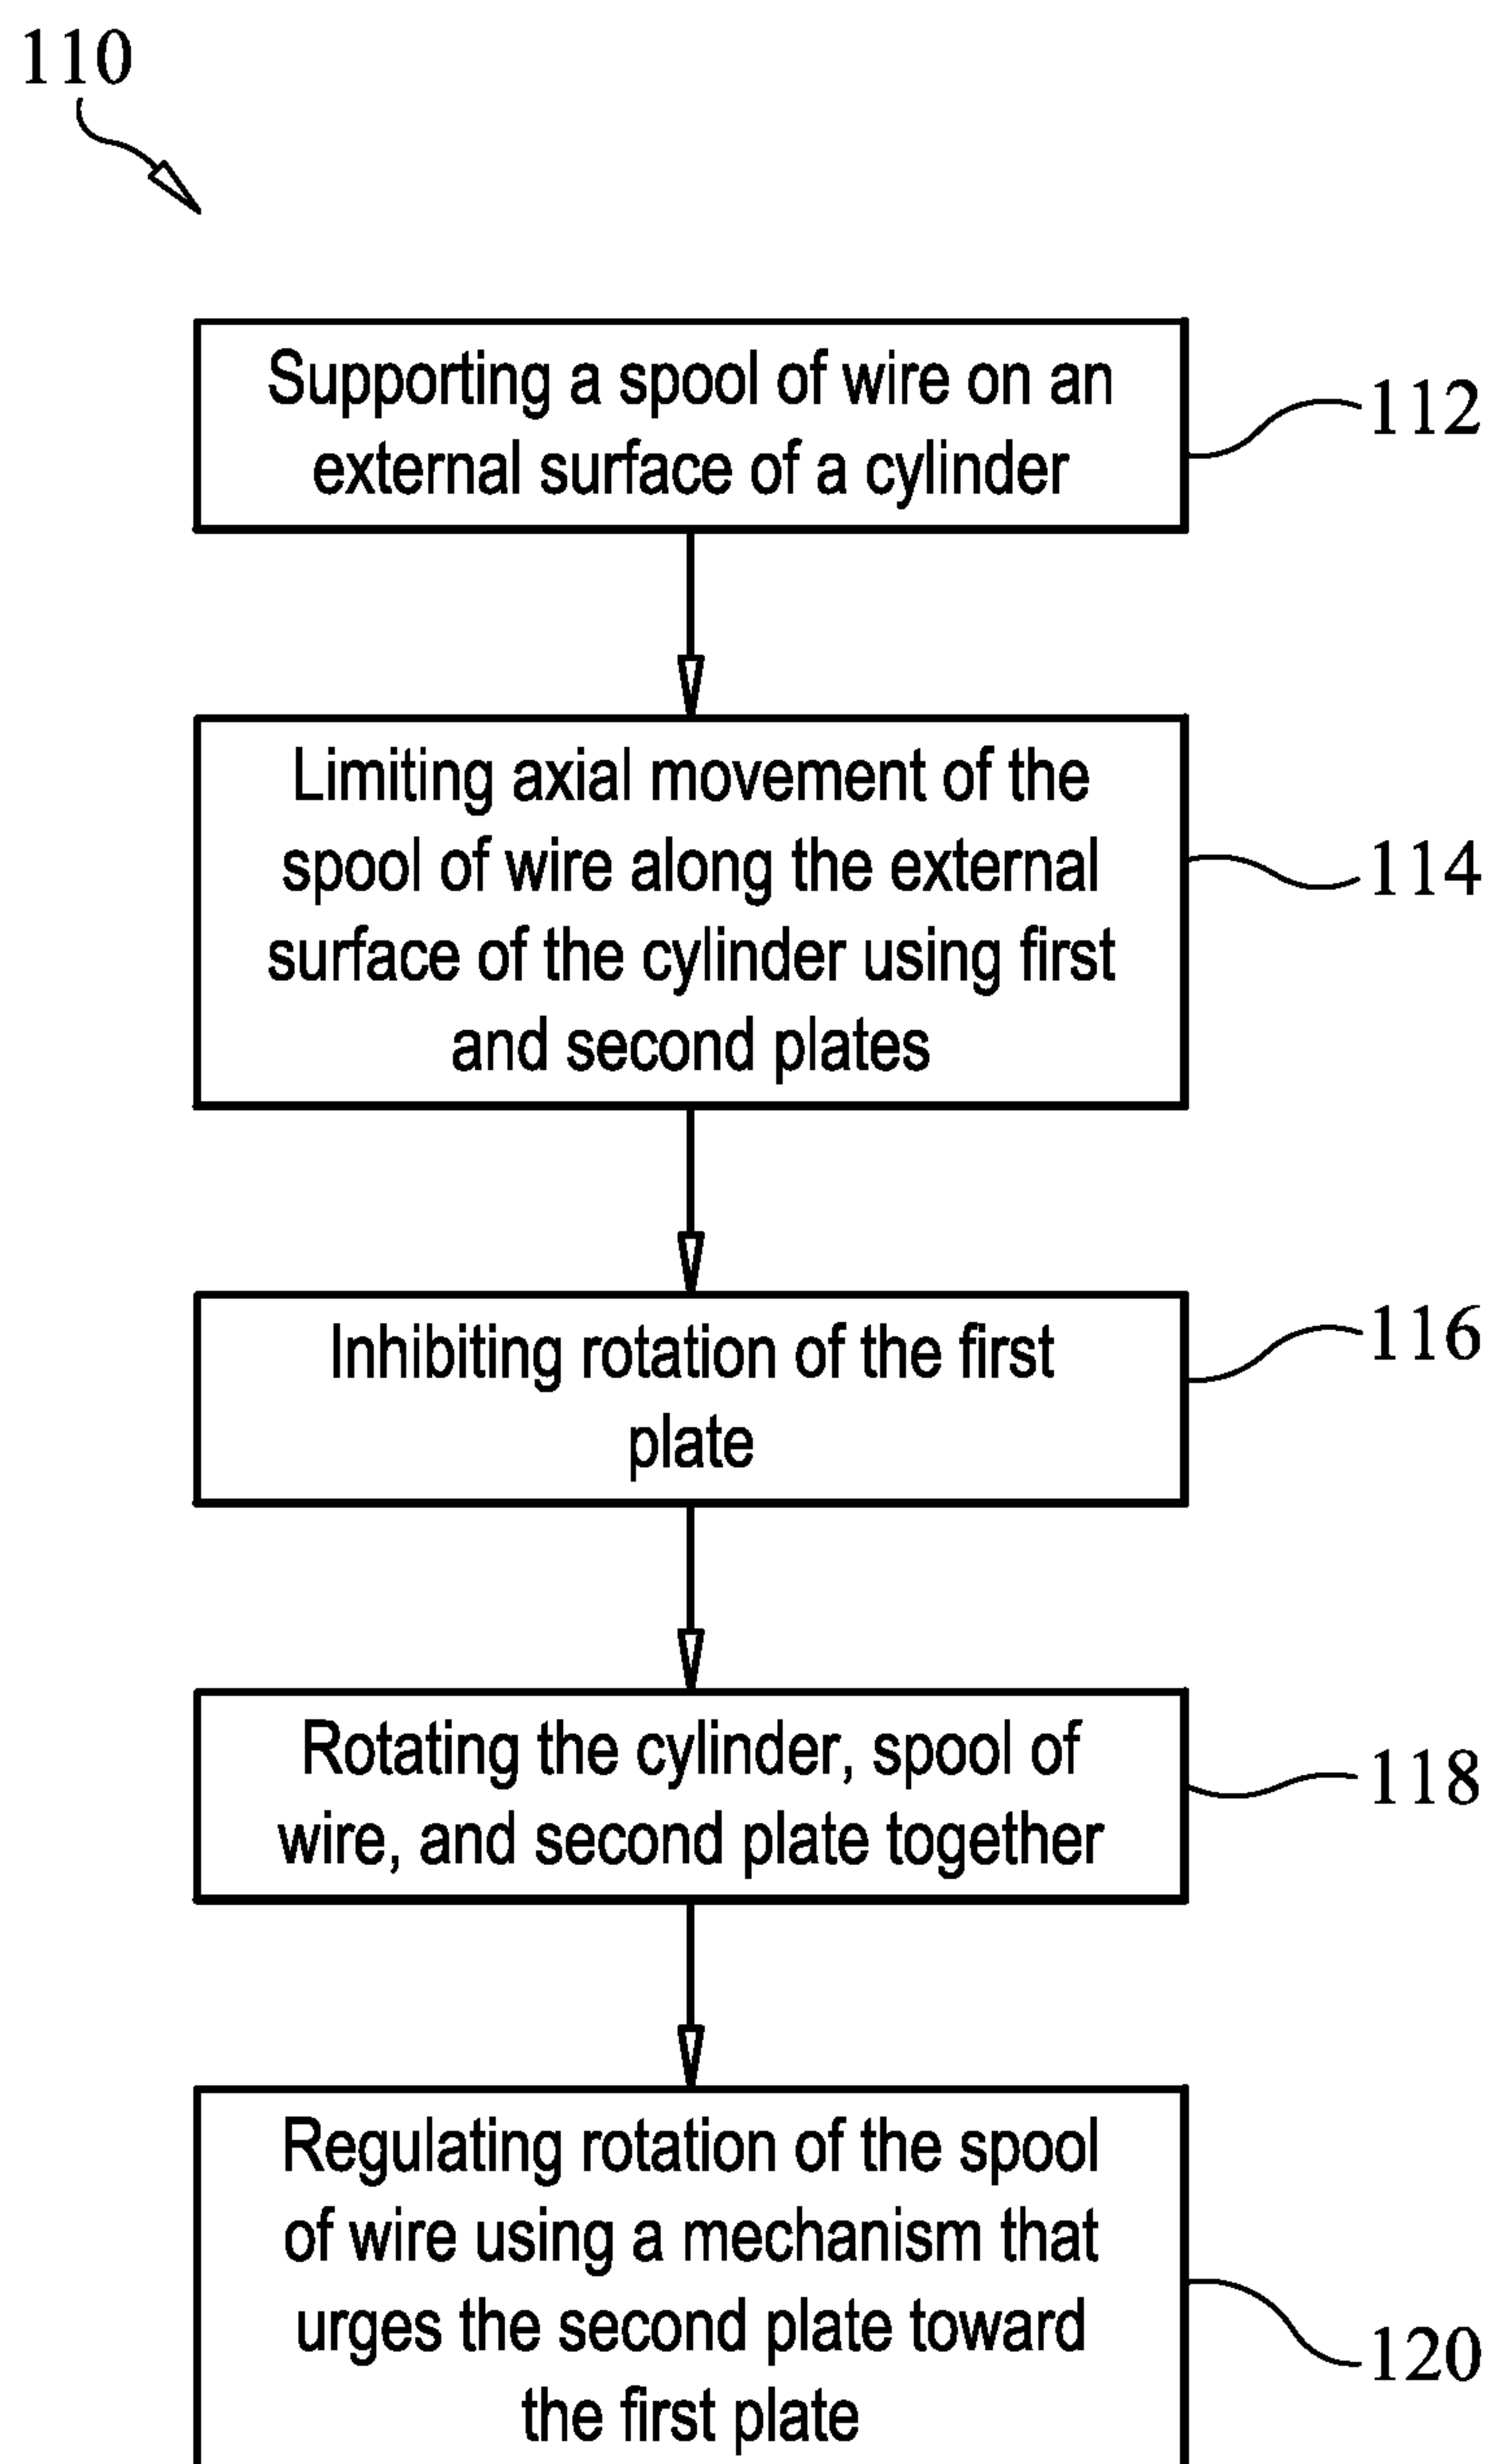 110
Supporting a spool of wire on an
external surface of a cylinder
112
Limiting axial movement of the
spool of wire along the external
surface of the cylinder using first
and second plates
114
Inhibiting rotation of the first
plate
116
Rotating the cylinder, spool of
wire, and second plate together
118
Regulating rotation of the spool
of wire using a mechanism that
urges the second plate toward
the first plate
120